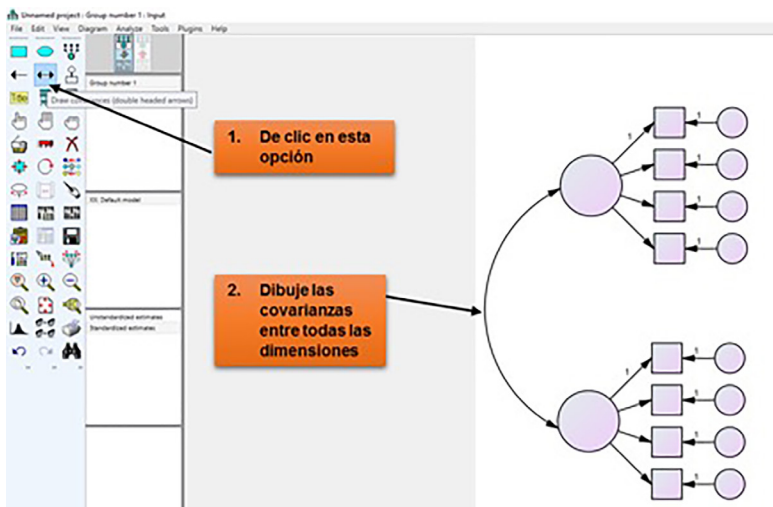 Unnamed project : Group number 1 : Input
File Edit View Diagram Analyze Tools Plugins Help
Group number 1
Title
Draw covariances (double headed arrows)
1. De clic en esta
opción
XX: Default model
2. Dibuje las
covarianzas
entre todas las
dimensiones
Unstandardized estimates
Standardized estimates
1
1
1
1
1
1
1
1
1
1